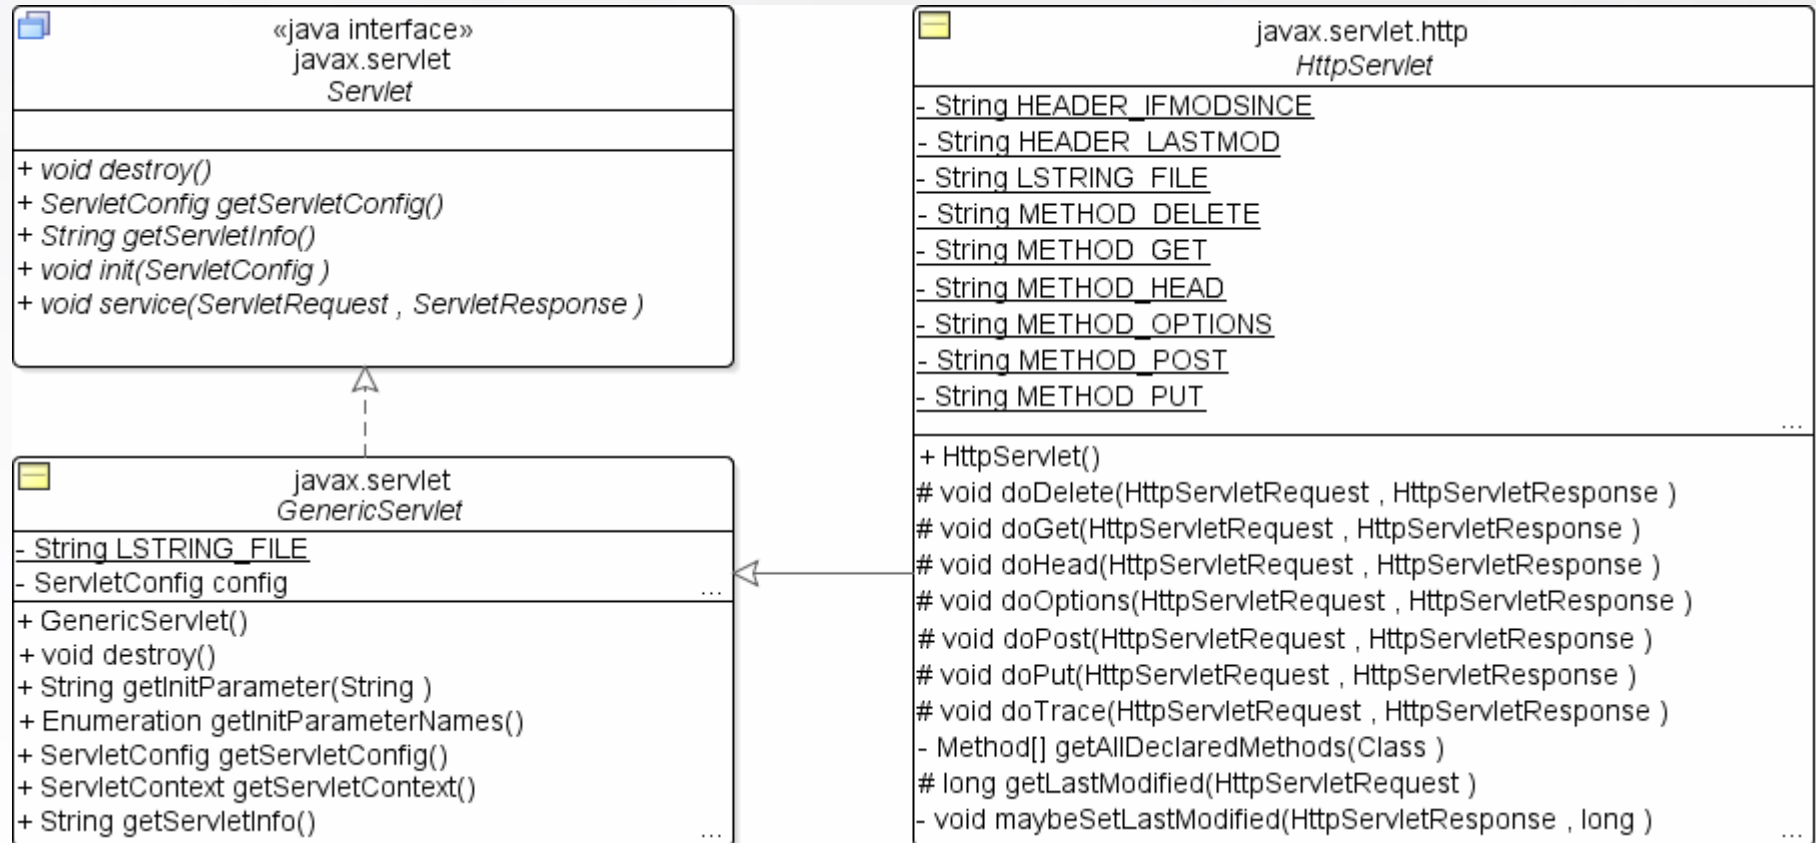 «java interface»
javax.servlet
Servlet
+ void destroy()
+ ServletConfig getServletConfig()
+ String getServletInfo()
+ void init(ServletConfig )
+ void service(ServletRequest , ServletResponse )
javax.servlet
GenericServlet
- String LSTRING_FILE
- ServletConfig config
...
+ GenericServlet()
+ void destroy()
+ String getInitParameter(String )
+ Enumeration getInitParameterNames()
+ ServletConfig getServletConfig()
+ ServletContext getServletContext()
+ String getServletInfo()
...
javax.servlet.http
HttpServlet
- String HEADER_IFMODSINCE
- String HEADER_LASTMOD
- String LSTRING_FILE
- String METHOD_DELETE
- String METHOD_GET
- String METHOD_HEAD
- String METHOD_OPTIONS
- String METHOD_POST
- String METHOD_PUT
...
+ HttpServlet()
# void doDelete(HttpServletRequest , HttpServletResponse )
# void doGet(HttpServletRequest , HttpServletResponse )
# void doHead(HttpServletRequest , HttpServletResponse )
# void doOptions(HttpServletRequest , HttpServletResponse )
# void doPost(HttpServletRequest , HttpServletResponse )
# void doPut(HttpServletRequest , HttpServletResponse )
# void doTrace(HttpServletRequest , HttpServletResponse )
- Method[] getAllDeclaredMethods(Class )
# long getLastModified(HttpServletRequest )
- void maybeSetLastModified(HttpServletResponse , long )
...